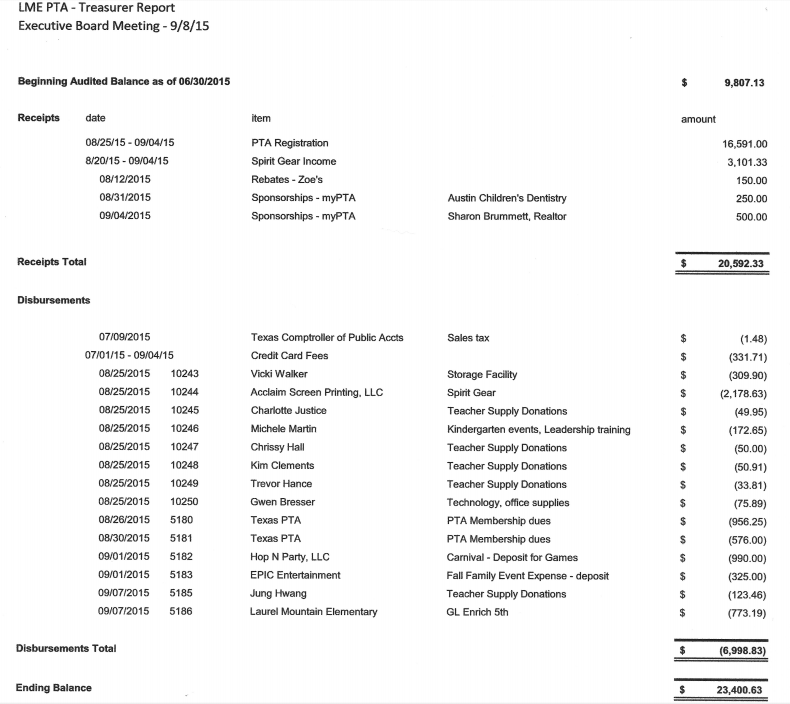 LME PTA - Treasurer Report
Executive Board Meeting - 9/8/15
Beginning Audited Balance as of 06/30/2015 $ 9,807.13
Receipts date item amount
08/25/15 - 09/04/15 PTA Registration 16,591.00
8/20/15 - 09/04/15 Spirit Gear Income 3,101.33
08/12/2015 Rebates - Zoe's 150.00
08/31/2015 Sponsorships - myPTA Austin Children's Dentistry 250.00
09/04/2015 Sponsorships - myPTA Sharon Brummett, Realtor 500.00
Receipts Total $ 20,592.33
Disbursements
07/09/2015 Texas Comptroller of Public Accts Sales tax $ (1.48)
07/01/15 - 09/04/15 Credit Card Fees $ (331.71)
08/25/2015 10243 Vicki Walker Storage Facility $ (309.90)
08/25/2015 10244 Acclaim Screen Printing, LLC Spirit Gear $ (2,178.63)
08/25/2015 10245 Charlotte Justice Teacher Supply Donations $ (49.95)
08/25/2015 10246 Michele Martin Kindergarten events, Leadership training $ (172.65)
08/25/2015 10247 Chrissy Hall Teacher Supply Donations $ (50.00)
08/25/2015 10248 Kim Clements Teacher Supply Donations $ (50.91)
08/25/2015 10249 Trevor Hance Teacher Supply Donations $ (33.81)
08/25/2015 10250 Gwen Bresser Technology, office supplies $ (75.89)
08/26/2015 5180 Texas PTA PTA Membership dues $ (956.25)
08/30/2015 5181 Texas PTA PTA Membership dues $ (576.00)
09/01/2015 5182 Hop N Party, LLC Carnival - Deposit for Games $ (990.00)
09/01/2015 5183 EPIC Entertainment Fall Family Event Expense - deposit $ (325.00)
09/07/2015 5185 Jung Hwang Teacher Supply Donations $ (123.46)
09/07/2015 5186 Laurel Mountain Elementary GL Enrich 5th $ (773.19)
Disbursements Total $ (6,998.83)
Ending Balance $ 23,400.63